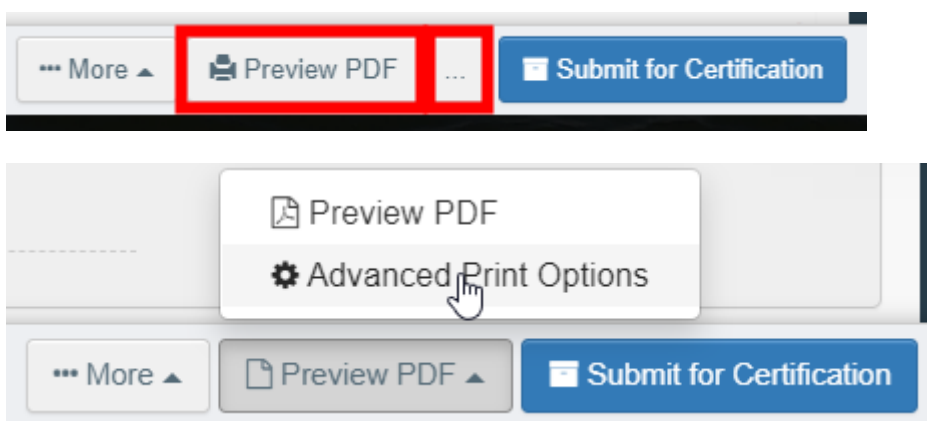 ••• More ▲ Preview PDF ... Submit for Certification
Preview PDF
Advanced Print Options
••• More ▲ Preview PDF ▲ Submit for Certification